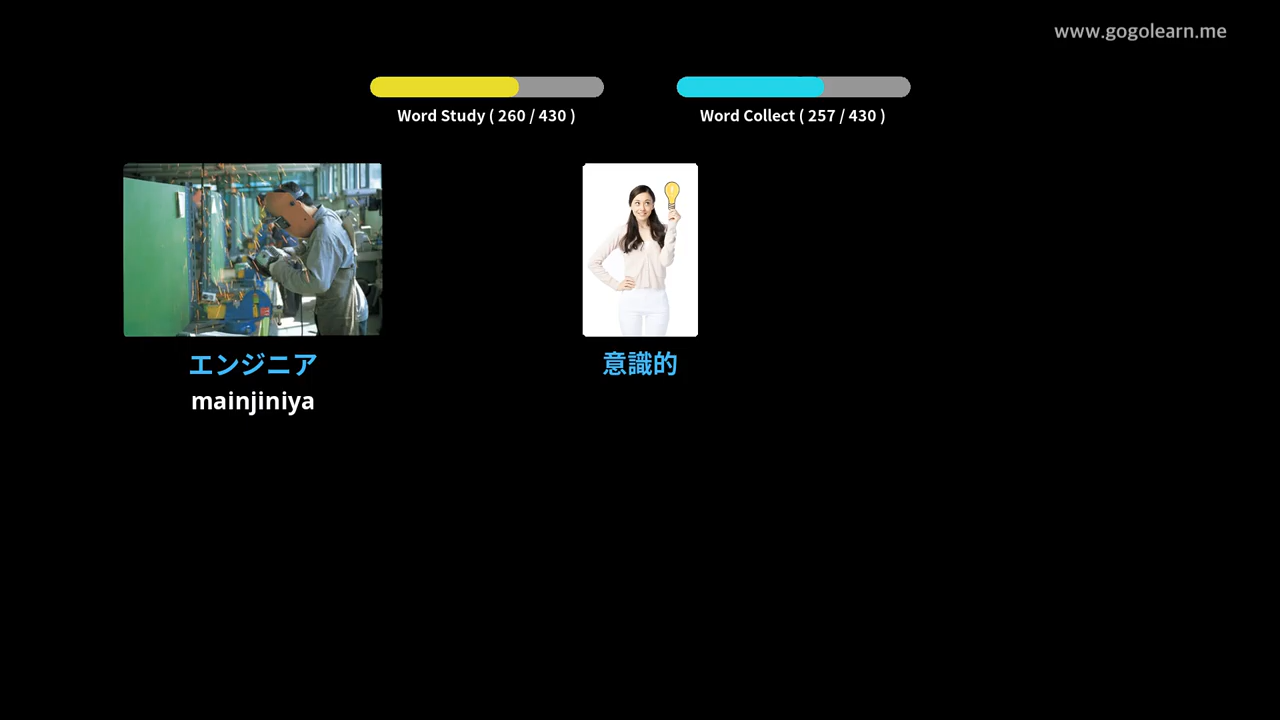 www.gogolearn.me
Word Study ( 260 / 430 )
Word Collect ( 257 / 430 )
エンジニア
mainjiniya
意識的